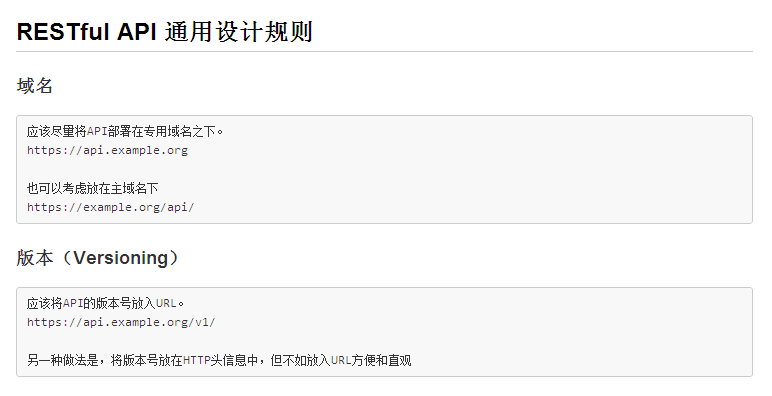 RESTful API 通用设计规则
域名
应该尽量将API部署在专用域名之下。
https://api.example.org
也可以考虑放在主域名下
https://example.org/api/
版本（Versioning）
应该将API的版本号放入URL。
https://api.example.org/v1/
另一种做法是，将版本号放在HTTP头信息中，但不如放入URL方便和直观